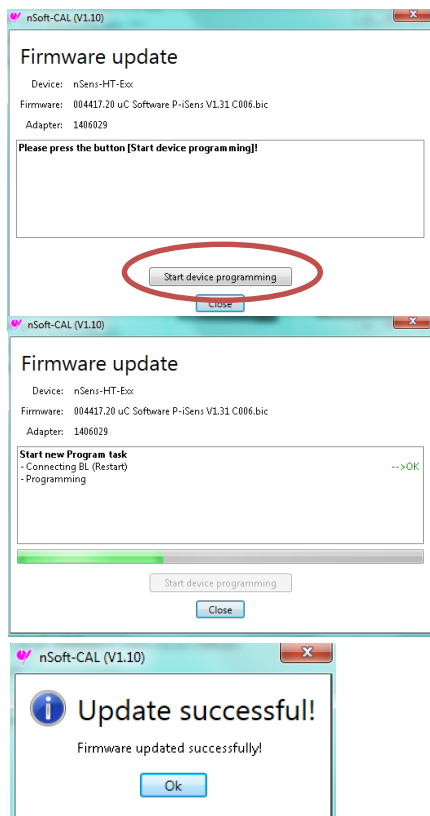 nSoft-CAL (V1.10)
Firmware update
Device: nSens-HT-Exx
Firmware: 004417.20 uC Software P-iSens V1.31 C006.bic
Adapter: 1406029
Please press the button [Start device programming]!
Start device programming
Close
nSoft-CAL (V1.10)
Firmware update
Device: nSens-HT-Exx
Firmware: 004417.20 uC Software P-iSens V1.31 C006.bic
Adapter: 1406029
Start new Program task
- Connecting BL (Restart) -->OK
- Programming
Start device programming
Close
nSoft-CAL (V1.10)
Update successful!
Firmware updated successfully!
Ok